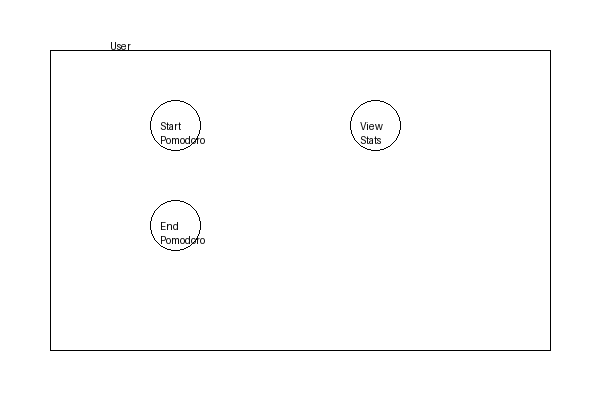 User
Start
Pomodoro
View
Stats
End
Pomodoro